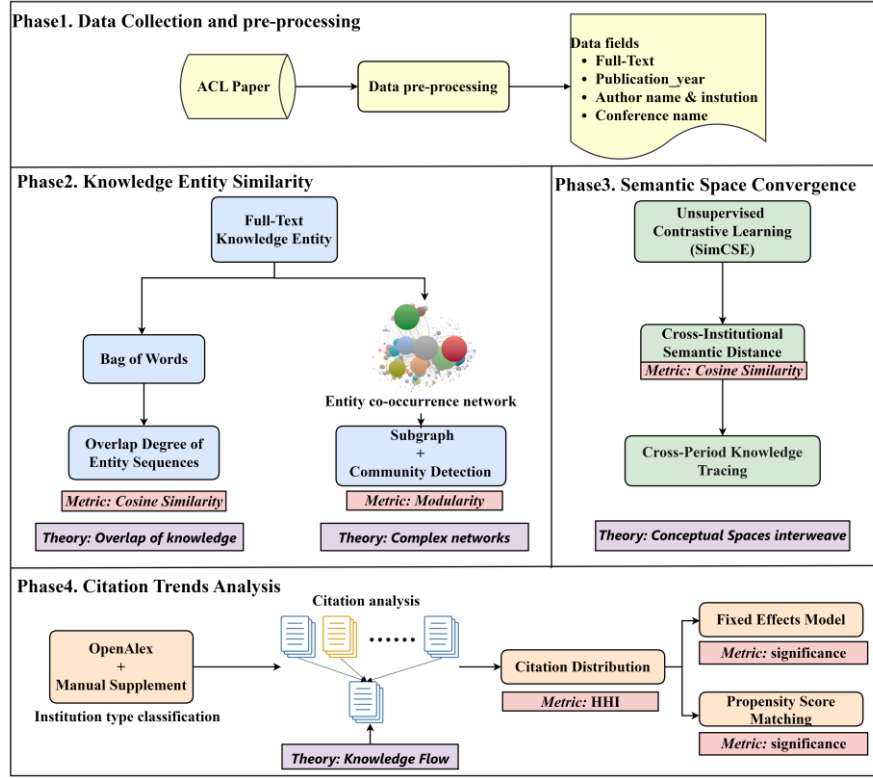 Phase1. Data Collection and pre-processing
ACL Paper
Data pre-processing
Data fields
• Full-Text
• Publication_year
• Author name & instution
• Conference name
Phase2. Knowledge Entity Similarity
Full-Text
Knowledge Entity
Bag of Words
Entity co-occurrence network
Overlap Degree of
Entity Sequences
Subgraph
+
Community Detection
Metric: Cosine Similarity
Metric: Modularity
Theory: Overlap of knowledge
Theory: Complex networks
Phase3. Semantic Space Convergence
Unsupervised
Contrastive Learning
(SimCSE)
Cross-Institutional
Semantic Distance
Metric: Cosine Similarity
Cross-Period Knowledge
Tracing
Theory: Conceptual Spaces interweave
Phase4. Citation Trends Analysis
OpenAlex
+
Manual Supplement
Institution type classification
Citation analysis
......
Theory: Knowledge Flow
Citation Distribution
Metric: HHI
Fixed Effects Model
Metric: significance
Propensity Score
Matching
Metric: significance